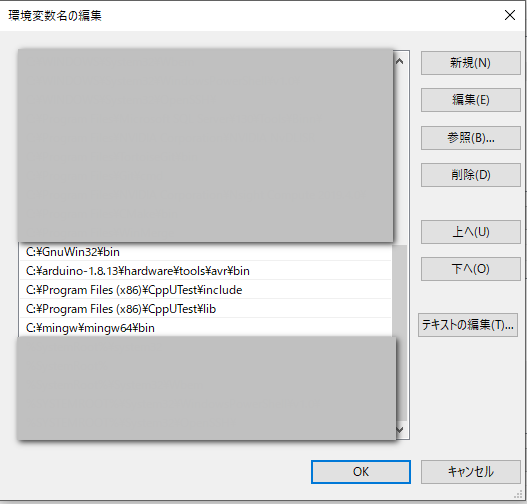 環境変数名の編集
新規(N)
編集(E)
参照(B)...
削除(D)
上へ(U)
下へ(O)
テキストの編集(T)...
C:¥GnuWin32¥bin
C:¥arduino-1.8.13¥hardware¥tools¥avr¥bin
C:¥Program Files (x86)¥CppUTest¥include
C:¥Program Files (x86)¥CppUTest¥lib
C:¥mingw¥mingw64¥bin
OK
キャンセル